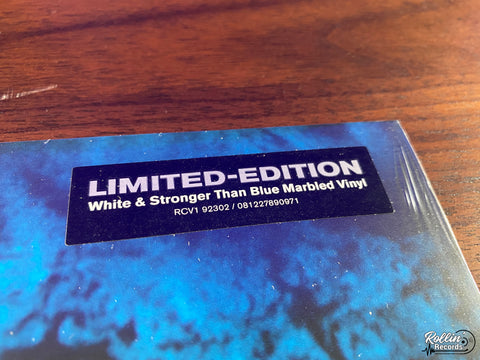 LIMITED-EDITION
White & Stronger Than Blue Marbled Vinyl
RCV1 92302 / 081227890971
Rollin'
Records